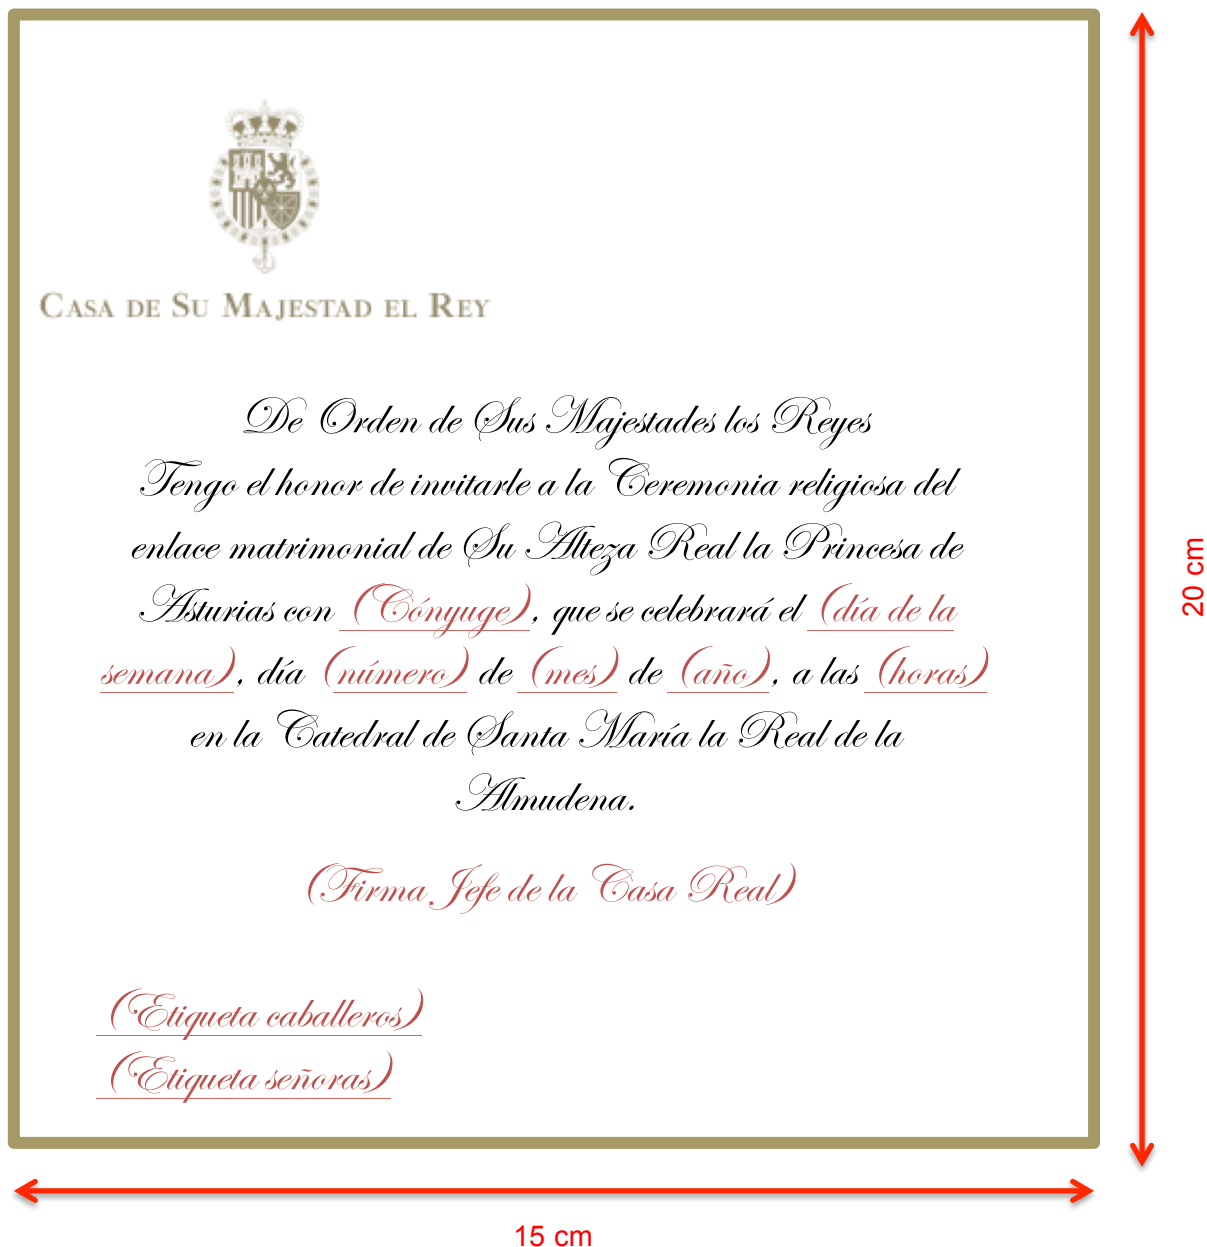 CASA DE SU MAJESTAD EL REY
De Orden de Sus Majestades los Reyes
Tengo el honor de invitarle a la Ceremonia religiosa del
enlace matrimonial de Su Alteza Real la Princesa de
Asturias con (Cónyuge), que se celebrará el (día de la
semana), día (número) de (mes) de (año), a las (horas)
en la Catedral de Santa María la Real de la
Almudena.
(Firma Jefe de la Casa Real)
(Etiqueta caballeros)
(Etiqueta señoras)
20 cm
15 cm